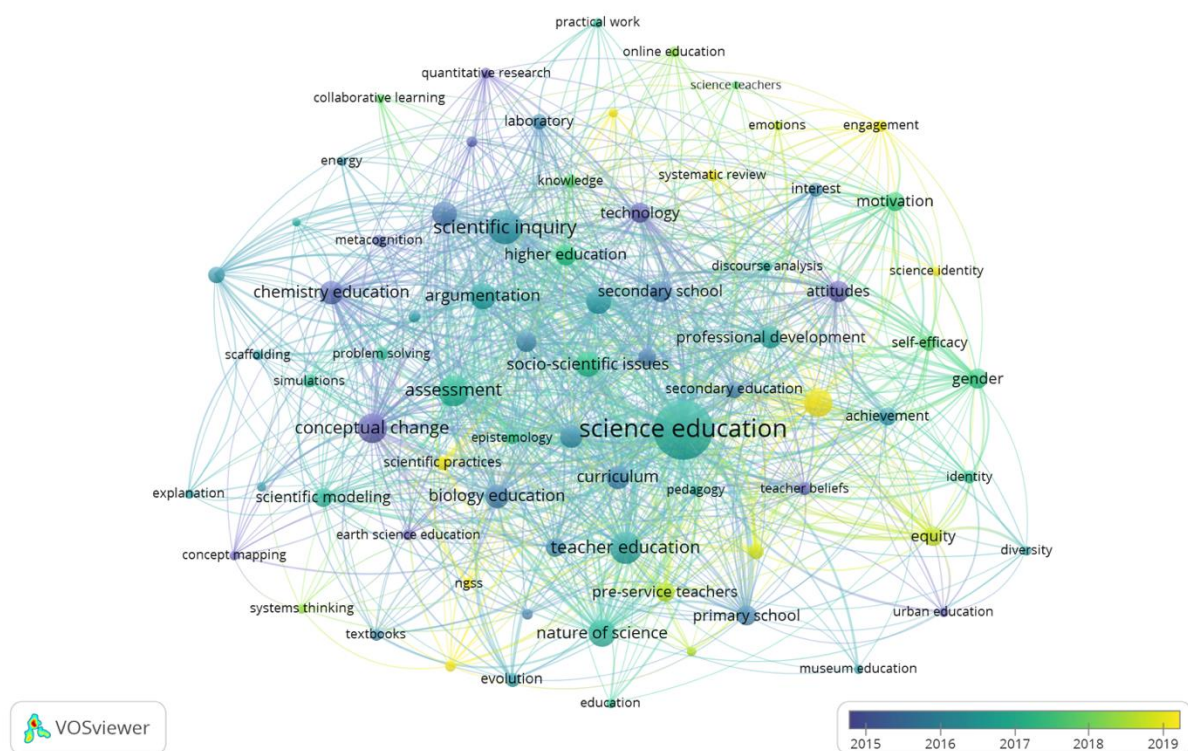 practical work
online education
quantitative research
science teachers
collaborative learning
laboratory
emotions
engagement
energy
systematic review
knowledge
interest
motivation
technology
scientific inquiry
metacognition
higher education
discourse analysis
science identity
chemistry education
argumentation
secondary school
attitudes
professional development
self-efficacy
scaffolding
problem solving
socio-scientific issues
simulations
gender
assessment
secondary education
achievement
conceptual change
science education
epistemology
scientific practices
curriculum
identity
explanation
scientific modeling
biology education
pedagogy
teacher beliefs
earth science education
equity
concept mapping
teacher education
diversity
ngss
pre-service teachers
systems thinking
primary school
urban education
textbooks
nature of science
museum education
evolution
education
VOSviewer
2015 2016 2017 2018 2019